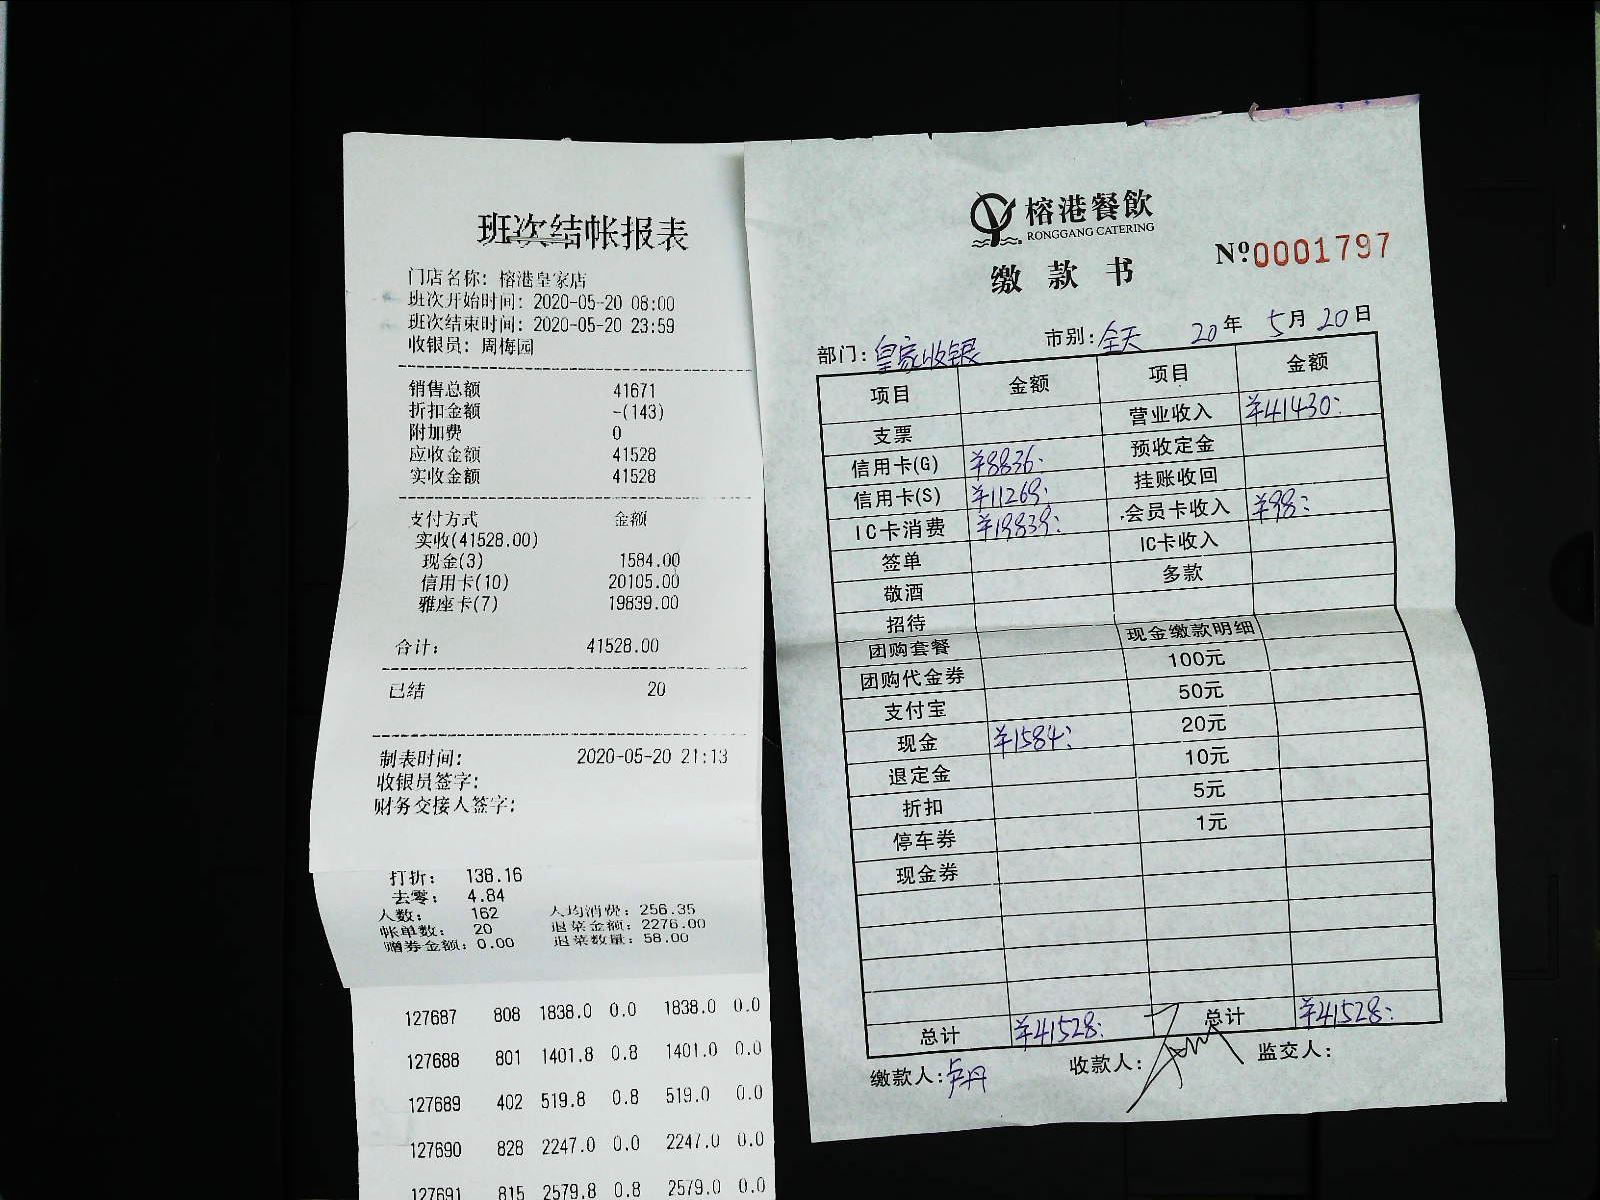 班次结帐报表
门店名称: 榕港皇家店
班次开始时间: 2020-05-20 08:00
班次结束时间: 2020-05-20 23:59
收银员: 周梅园
销售总额 41671
折扣金额 -(143)
附加费 0
应收金额 41528
实收金额 41528
支付方式 金额
实收(41528.00)
现金(3) 1584.00
信用卡(10) 20105.00
雅座卡(7) 19839.00
合计: 41528.00
已结 20
制表时间: 2020-05-20 21:13
收银员签字:
财务交接人签字:
打折: 138.16
去零: 4.84
人数: 162 人均消费: 256.35
帐单数: 20 退菜金额: 2276.00
赠券金额: 0.00 退菜数量: 58.00
127687 808 1838.0 0.0 1838.0 0.0
127688 801 1401.8 0.8 1401.0 0.0
127689 402 519.8 0.8 519.0 0.0
127690 828 2247.0 0.0 2247.0 0.0
127691 815 2579.8 0.8 2579.0 0.0
榕港餐飲
RONGGANG CATERING
缴款书
Nº:0001797
部门: 皇家收银 市别: 全天 20年 5月20日
项目 金额 项目 金额
支票 营业收入 ¥41430:
信用卡(G) ¥8836: 预收定金
信用卡(S) ¥11269: 挂账收回
IC卡消费 ¥19839: 会员卡收入 ¥98:
签单 IC卡收入
敬酒 多款
招待
团购套餐 现金缴款明细
团购代金券 100元
支付宝 50元
现金 ¥1584: 20元
退定金 10元
折扣 5元
停车券 1元
现金券
总计 ¥41528: 总计 ¥41528:
缴款人: 卢丹 收款人: 监交人: